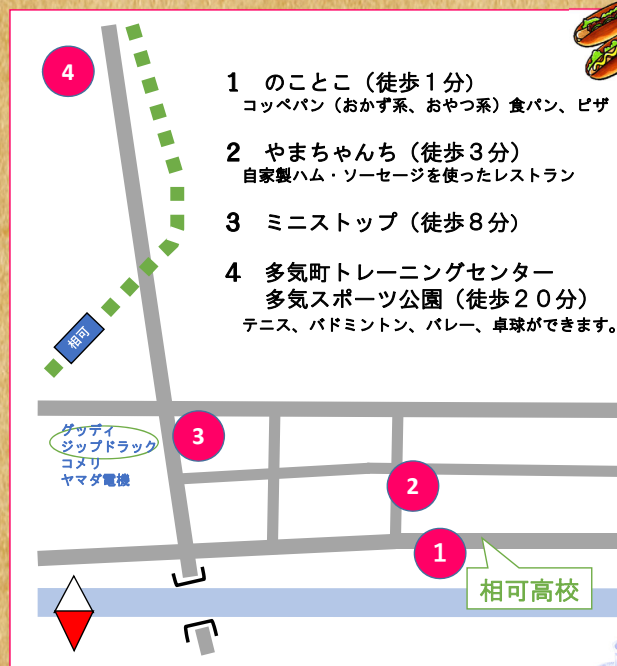 4
1 のことこ（徒歩１分）
コッペパン（おかず系、おやつ系）食パン、ピザ
2 やまちゃんち（徒歩３分）
自家製ハム・ソーセージを使ったレストラン
3 ミニストップ（徒歩８分）
4 多気町トレーニングセンター
多気スポーツ公園（徒歩２０分）
テニス、バドミントン、バレー、卓球ができます。
相可
グッディ
ジップドラック
コメリ
ヤマダ電機
3
2
1
相可高校